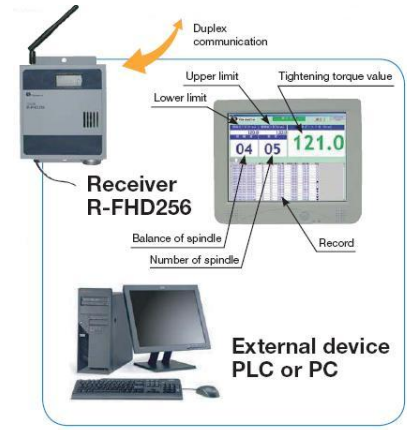 Duplex
communication
Upper limit
Tightening torque value
Lower limit
R-FHD256
04
05
121.0
Receiver
R-FHD256
Balance of spindle
Number of spindle
Record
External device
PLC or PC